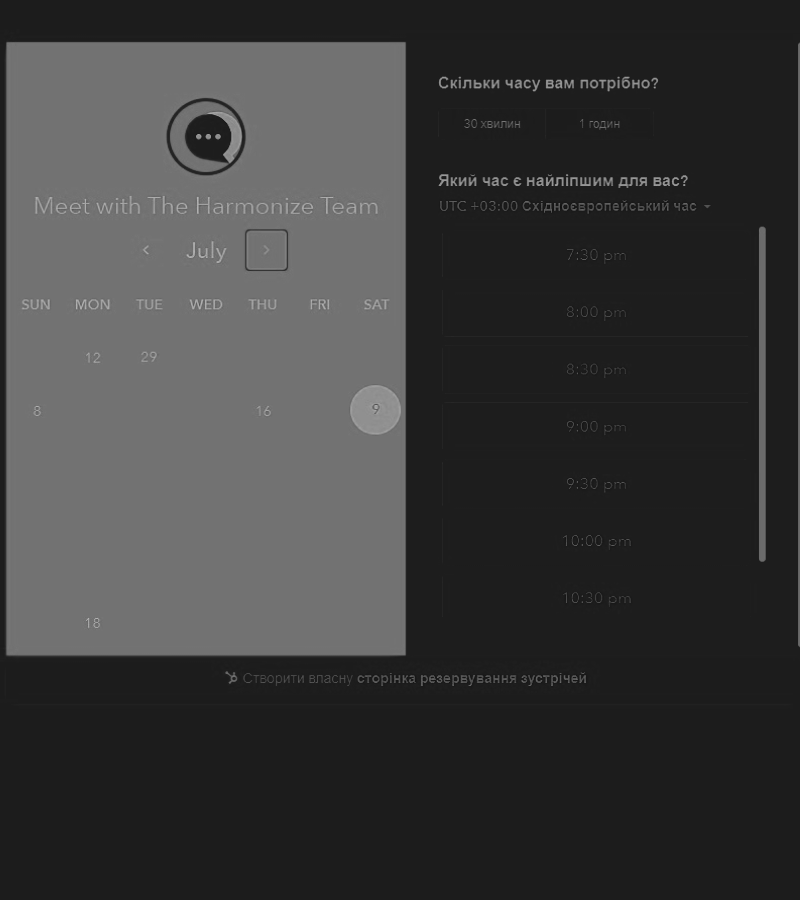 Meet with The Harmonize Team
July
SUN MON TUE WED THU FRI SAT
12 29
8 16 9
18
Скільки часу вам потрібно?
30 хвилин 1 годин
Який час є найліпшим для вас?
UTC +03:00 Східноєвропейський час
7:30 pm
8:00 pm
8:30 pm
9:00 pm
9:30 pm
10:00 pm
10:30 pm
Створити власну сторінка резервування зустрічей